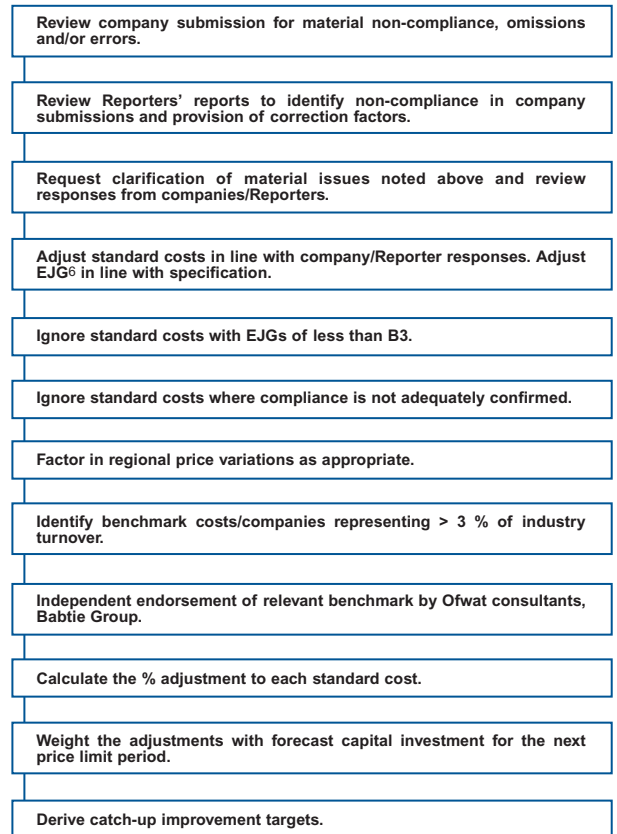 Review company submission for material non-compliance, omissions
and/or errors.
Review Reporters' reports to identify non-compliance in company
submissions and provision of correction factors.
Request clarification of material issues noted above and review
responses from companies/Reporters.
Adjust standard costs in line with company/Reporter responses. Adjust
EJG6 in line with specification.
Ignore standard costs with EJGs of less than B3.
Ignore standard costs where compliance is not adequately confirmed.
Factor in regional price variations as appropriate.
Identify benchmark costs/companies representing > 3 % of industry
turnover.
Independent endorsement of relevant benchmark by Ofwat consultants,
Babtie Group.
Calculate the % adjustment to each standard cost.
Weight the adjustments with forecast capital investment for the next
price limit period.
Derive catch-up improvement targets.